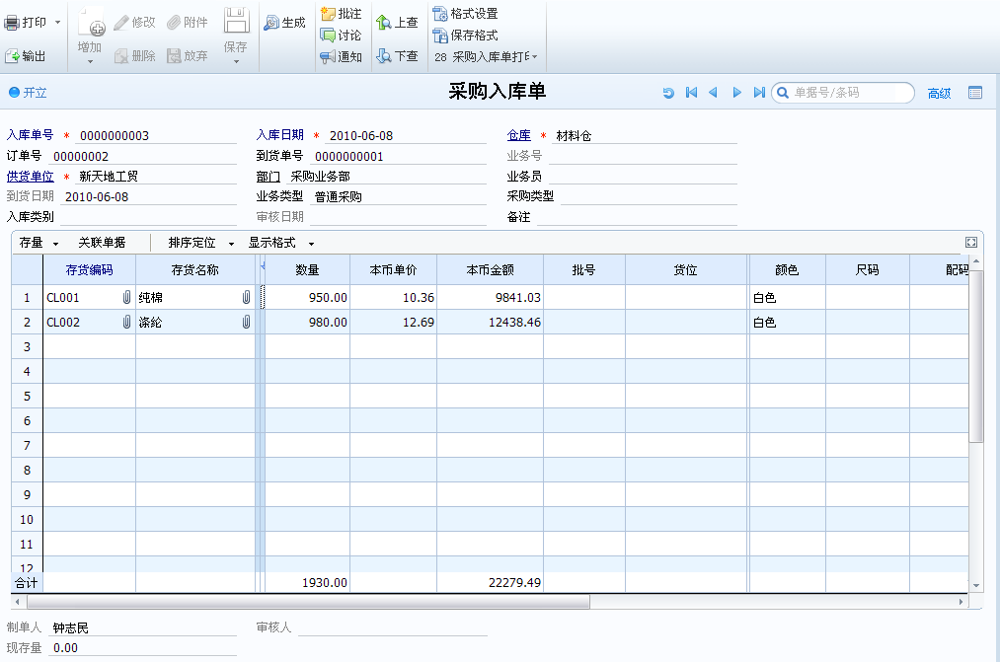 打印 修改 附件 生成 批注 上查 格式设置
增加 保存 讨论 保存格式
输出 删除 放弃 通知 下查 28 采购入库单打印
开立 采购入库单 单据号/条码 高级
入库单号 * 0000000003 入库日期 * 2010-06-08 仓库 * 材料仓
订单号 00000002 到货单号 0000000001 业务号
供货单位 * 新天地工贸 部门 采购业务部 业务员
到货日期 2010-06-08 业务类型 普通采购 采购类型
入库类别 审核日期 备注
存量 关联单据 排序定位 显示格式
存货编码 存货名称 数量 本币单价 本币金额 批号 货位 颜色 尺码 配码
1 CL001 纯棉 950.00 10.36 9841.03 白色
2 CL002 涤纶 980.00 12.69 12438.46 白色
3
4
5
6
7
8
9
10
11
12
合计 1930.00 22279.49
制单人 钟志民 审核人
现存量 0.00